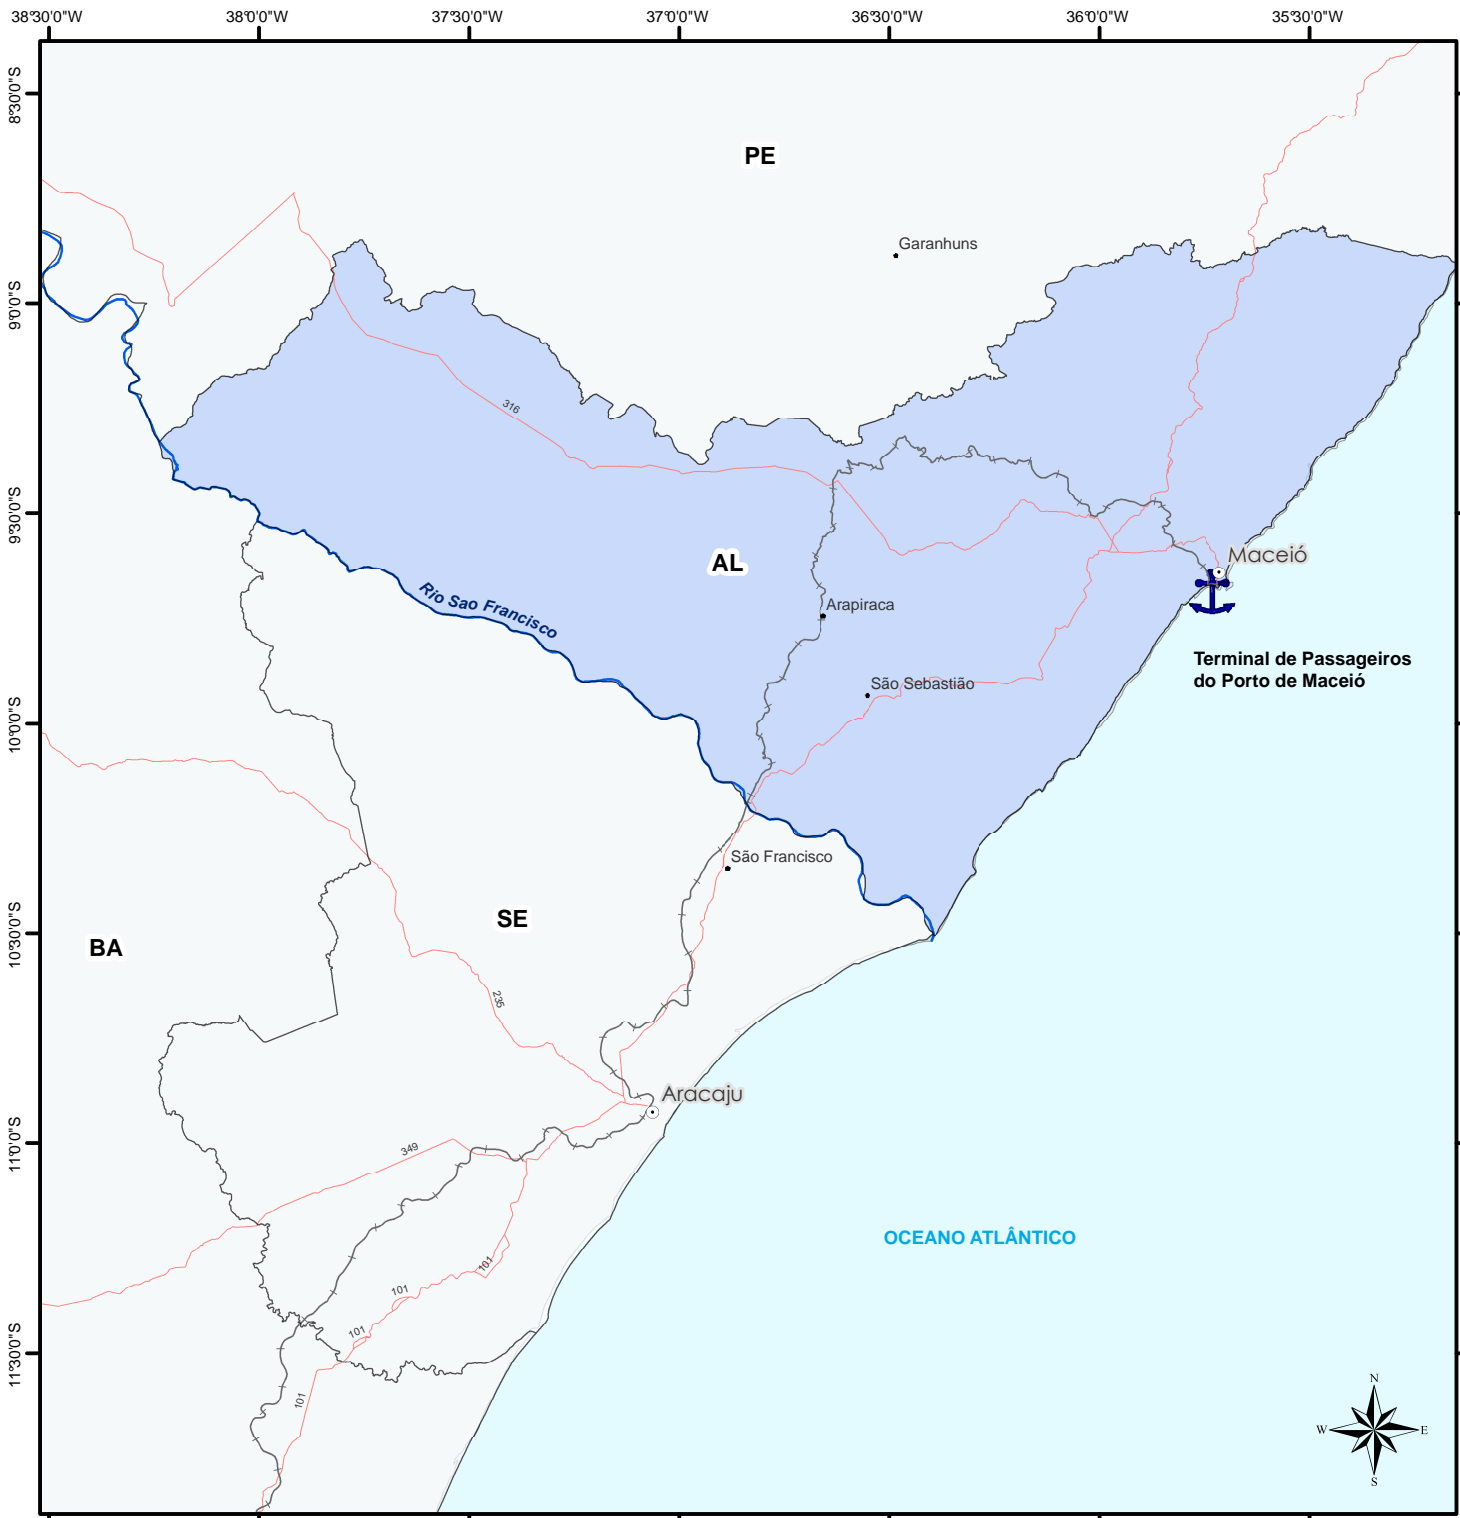 38°30'0"W
38°0'0"W
37°30'0"W
37°0'0"W
36°30'0"W
36°0'0"W
35°30'0"W
8°30'0"S
9°0'0"S
9°30'0"S
10°0'0"S
10°30'0"S
11°0'0"S
11°30'0"S
PE
Garanhuns
316
AL
Maceió
Rio Sao Francisco
Arapiraca
Terminal de Passageiros
do Porto de Maceió
São Sebastião
São Francisco
SE
BA
235
Aracaju
349
OCEANO ATLÂNTICO
101
101
101
101
N
W
E
S